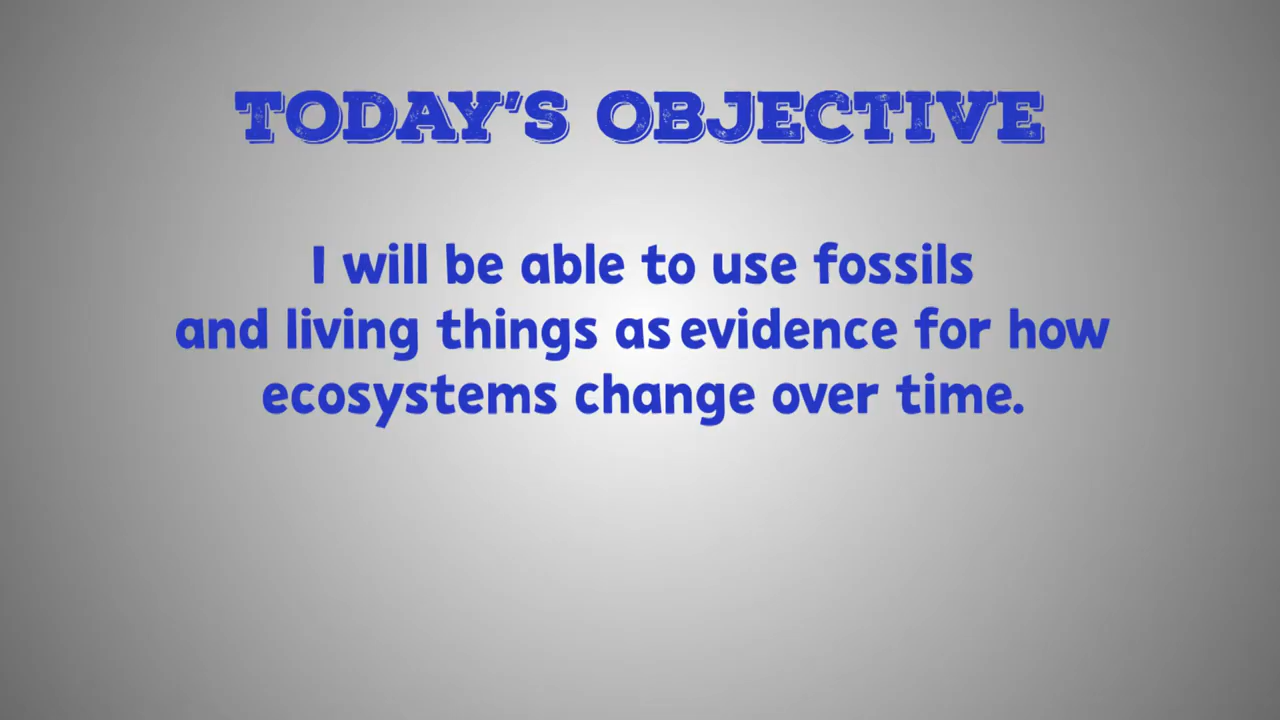 TODAY'S OBJECTIVE
I will be able to use fossils
and living things as evidence for how
ecosystems change over time.